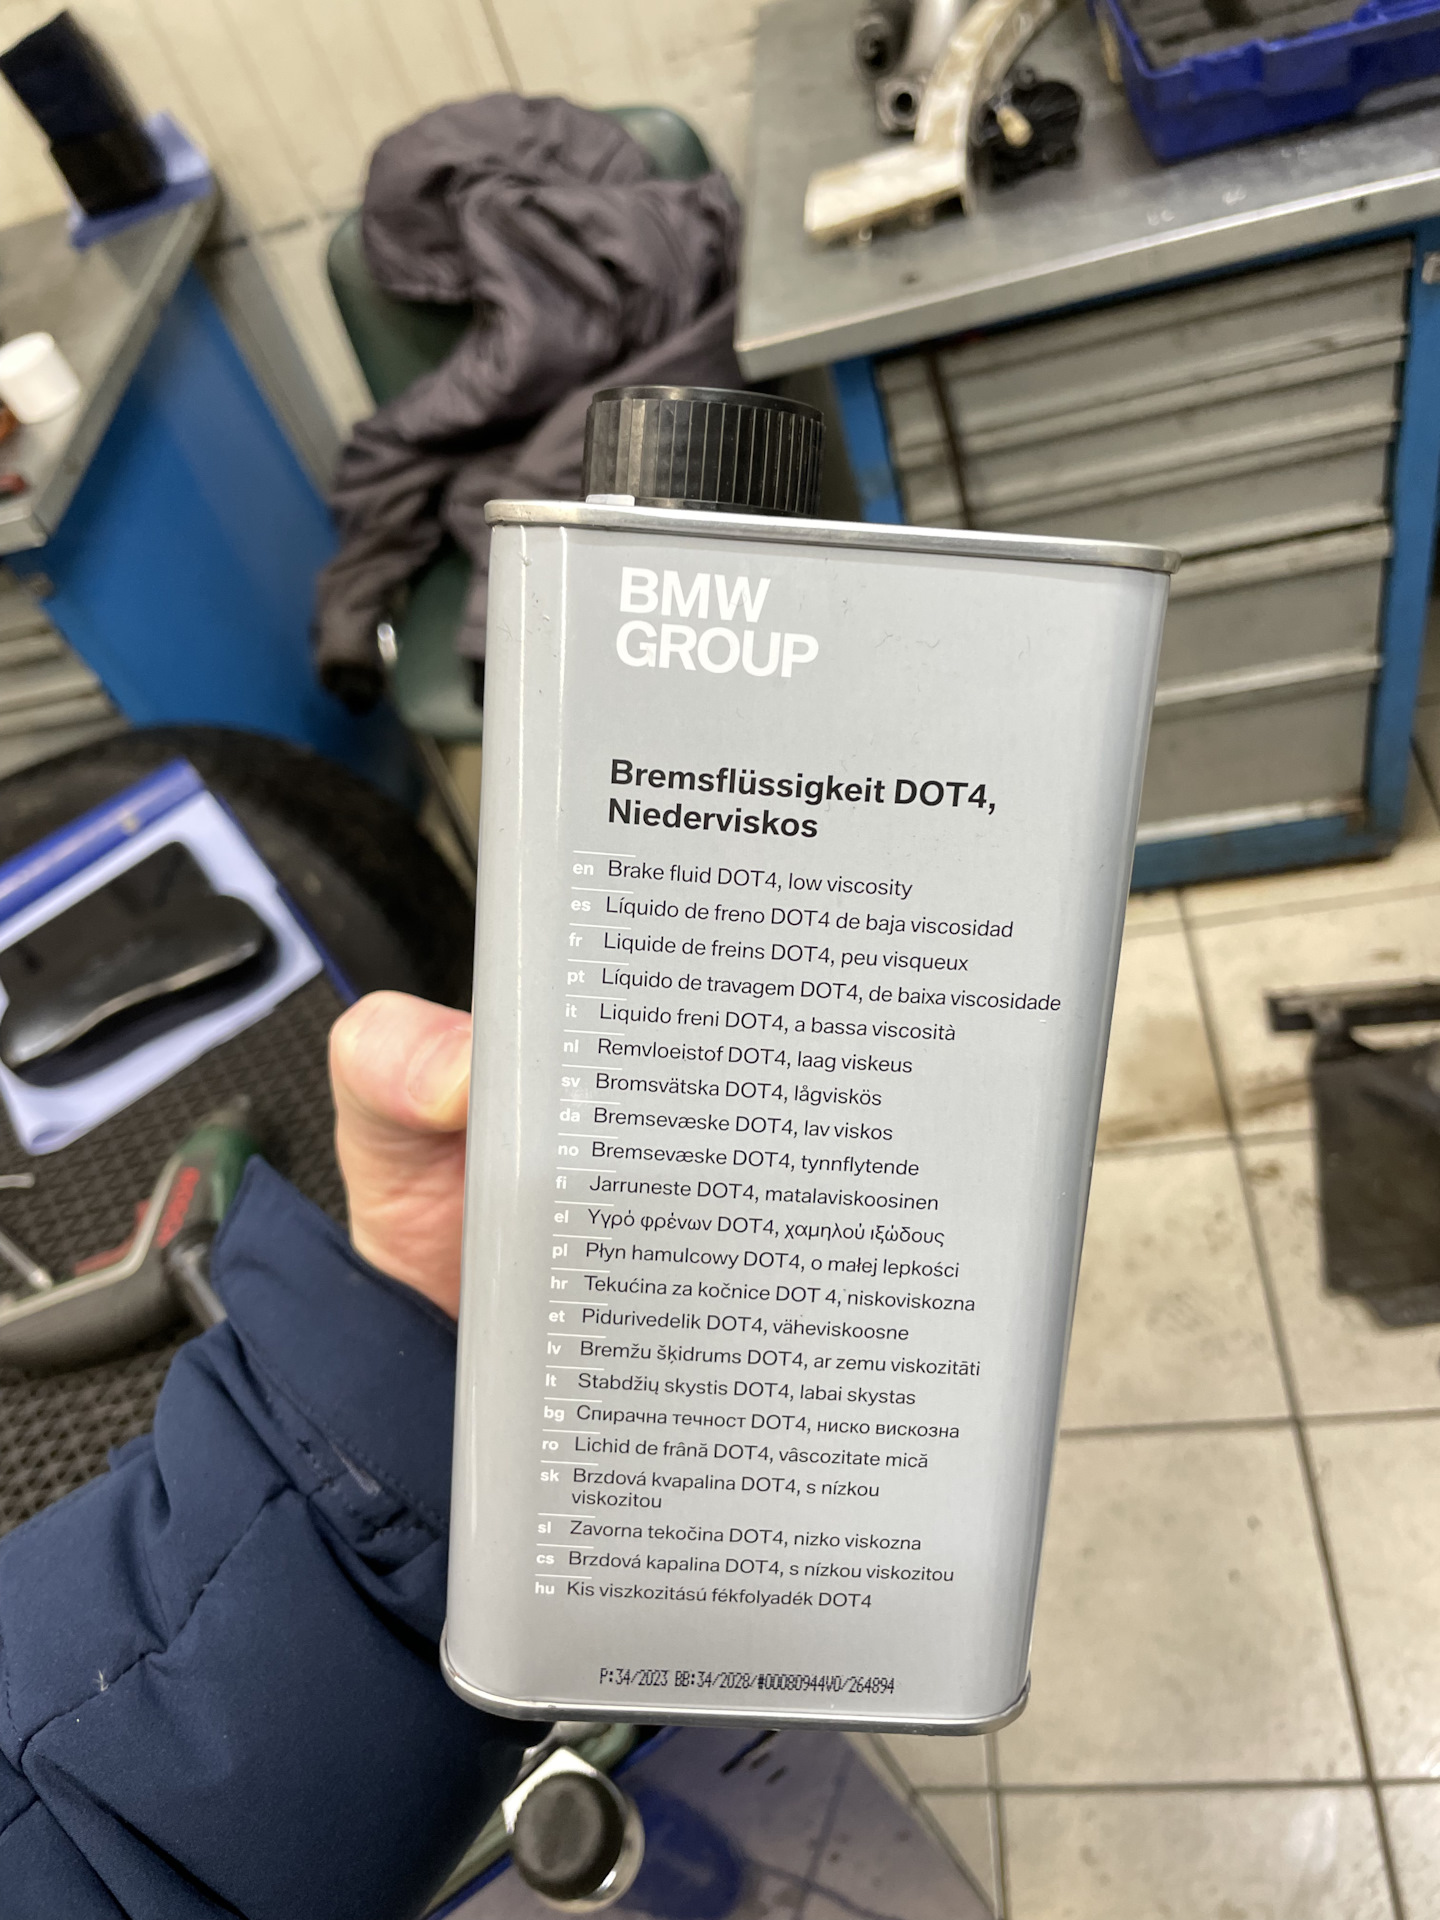 BMW
GROUP
Bremsflüssigkeit DOT4,
Niederviskos
en Brake fluid DOT4, low viscosity
es Líquido de freno DOT4 de baja viscosidad
fr Liquide de freins DOT4, peu visqueux
pt Líquido de travagem DOT4, de baixa viscosidade
it Liquido freni DOT4, a bassa viscosità
nl Remvloeistof DOT4, laag viskeus
sv Bromsvätska DOT4, lågviskös
da Bremsevæske DOT4, lav viskos
no Bremsevæske DOT4, tynnflytende
fi Jarruneste DOT4, matalaviskoosinen
el Υγρό φρένων DOT4, χαμηλού ιξώδους
pl Płyn hamulcowy DOT4, o małej lepkości
hr Tekućina za kočnice DOT 4, niskoviskozna
et Pidurivedelik DOT4, väheviskoosne
lv Bremžu šķidrums DOT4, ar zemu viskozitāti
lt Stabdžių skystis DOT4, labai skystas
bg Спирачна течност DOT4, ниско вискозна
ro Lichid de frână DOT4, vâscozitate mică
sk Brzdová kvapalina DOT4, s nízkou
viskozitou
sl Zavorna tekočina DOT4, nizko viskozna
cs Brzdová kapalina DOT4, s nízkou viskozitou
hu Kis viszkozitású fékfolyadék DOT4
P:34/2023 BB:34/2028/#00080944V0/264894